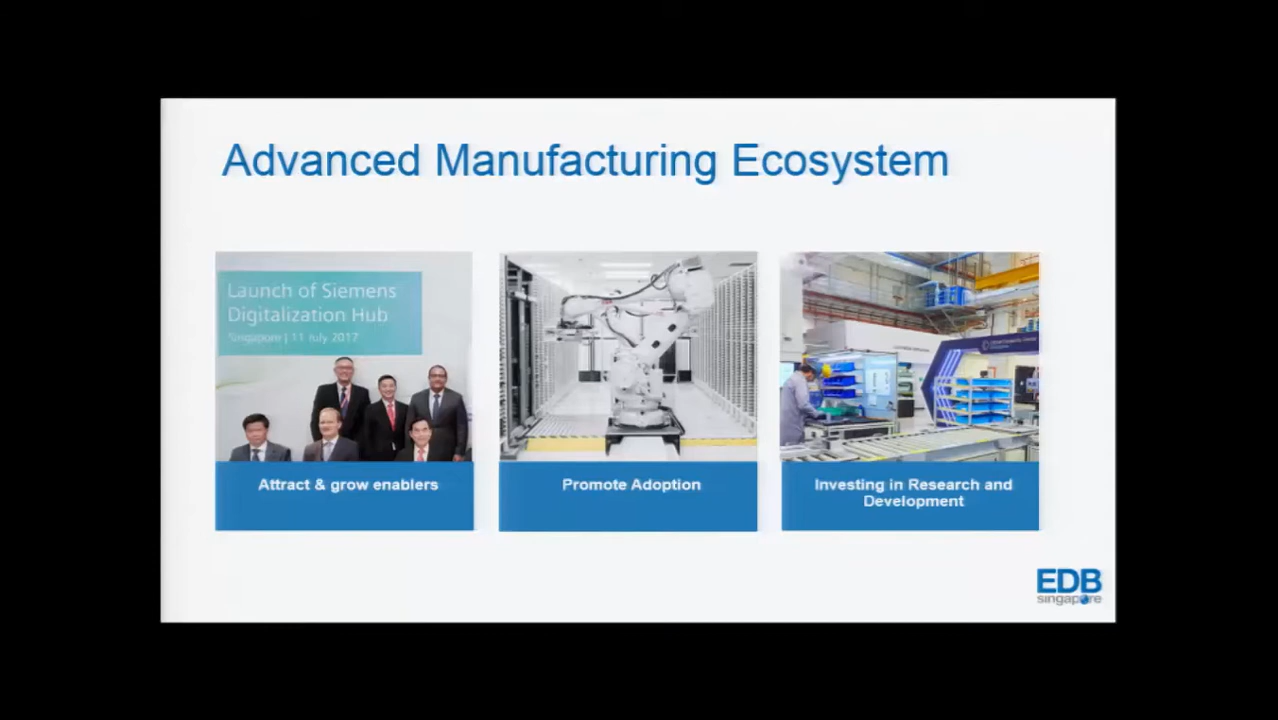 Advanced Manufacturing Ecosystem
Launch of Siemens
Digitalization Hub
Singapore | 11 July 2017
Attract & grow enablers
Promote Adoption
Investing in Research and
Development
EDB
singapore